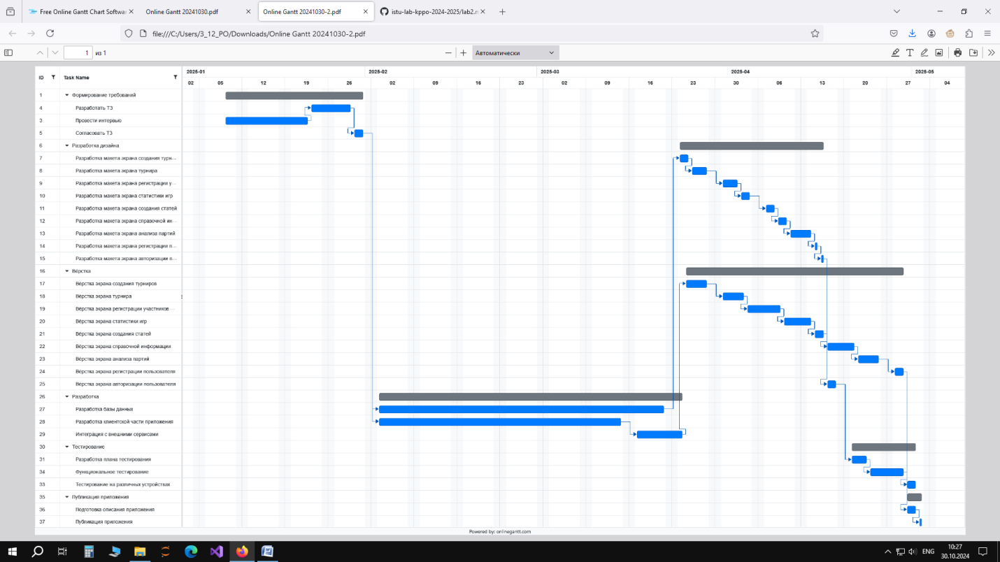 Free Online Gantt Chart Softwar
Online Gantt 20241030.pdf
Online Gantt 20241030-2.pdf
istu-lab-kppo-2024-2025/lab2.n
file:///C:/Users/3_12_PO/Downloads/Online Gantt 20241030-2.pdf
1 из 1
Автоматически
2025-01 2025-02 2025-03 2025-04 2025-05
ID Task Name
02 05 12 19 26 02 09 16 23 02 09 16 23 30 06 13 20 27 04
1 Формирование требований
4 Разработать ТЗ
3 Провести интервью
5 Согласовать ТЗ
6 Разработка дизайна
7 Разработка макета экрана создания турн...
8 Разработка макета экрана турнира
9 Разработка макета экрана регистрации у...
10 Разработка макета экрана статистики игр
11 Разработка макета экрана создания статей
12 Разработка макета экрана справочной ин...
13 Разработка макета экрана анализа партий
14 Разработка макета экрана регистрации п...
15 Разработка макета экрана авторизации п...
16 Вёрстка
17 Вёрстка экрана создания турниров
18 Вёрстка экрана турнира
19 Вёрстка экрана регистрации участников ...
20 Вёрстка экрана статистики игр
21 Вёрстка экрана создания статей
22 Вёрстка экрана справочной информации
23 Вёрстка экрана анализа партий
24 Вёрстка экрана регистрации пользователя
25 Вёрстка экрана авторизации пользователя
26 Разработка
27 Разработка базы данных
28 Разработка клиентской части приложения
29 Интеграция с внешними сервисами
30 Тестирование
31 Разработка плана тестирования
34 Функциональное тестирование
33 Тестирование на различных устройствах
35 Публикация приложения
36 Подготовка описания приложения
37 Публикация приложения
Powered by: onlinegantt.com
ENG
10:27
30.10.2024